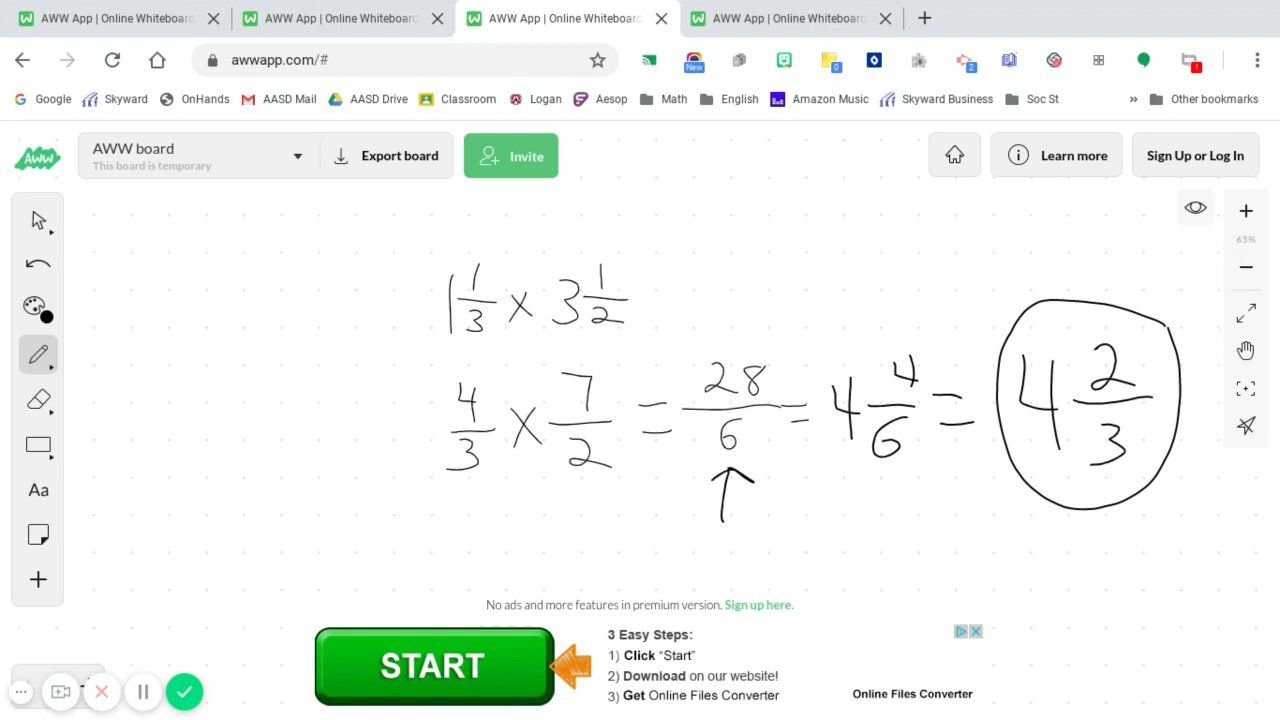 AWW App | Online Whiteboard AWW App | Online Whiteboard AWW App | Online Whiteboard AWW App | Online Whiteboard
awwapp.com/#
New 0 2
Google Skyward OnHands AASD Mail AASD Drive Classroom Logan Aesop Math English Amazon Music Skyward Business Soc St » Other bookmarks
AWW
AWW board
This board is temporary
Export board
Invite
Learn more
Sign Up or Log In
65%
Aa
1 1/3 × 3 1/2
4/3 × 7/2 = 28/6 = 4 4/6 = 4 2/3
No ads and more features in premium version. Sign up here.
START
3 Easy Steps:
1) Click “Start”
2) Download on our website!
3) Get Online Files Converter
Online Files Converter